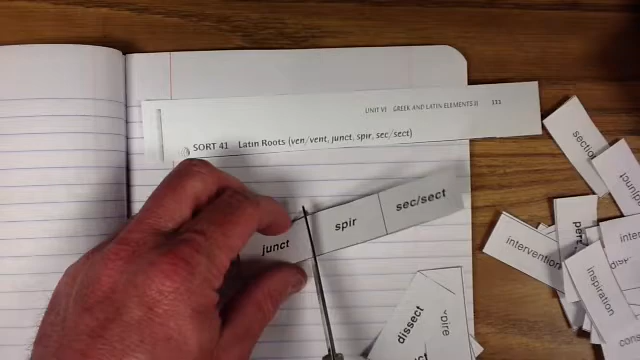 UNIT VI GREEK AND LATIN ELEMENTS II 111
SORT 41 Latin Roots (ven/vent, junct, spir, sec/sect)
junct
spir
sec/sect
intervention
inspiration
dissect